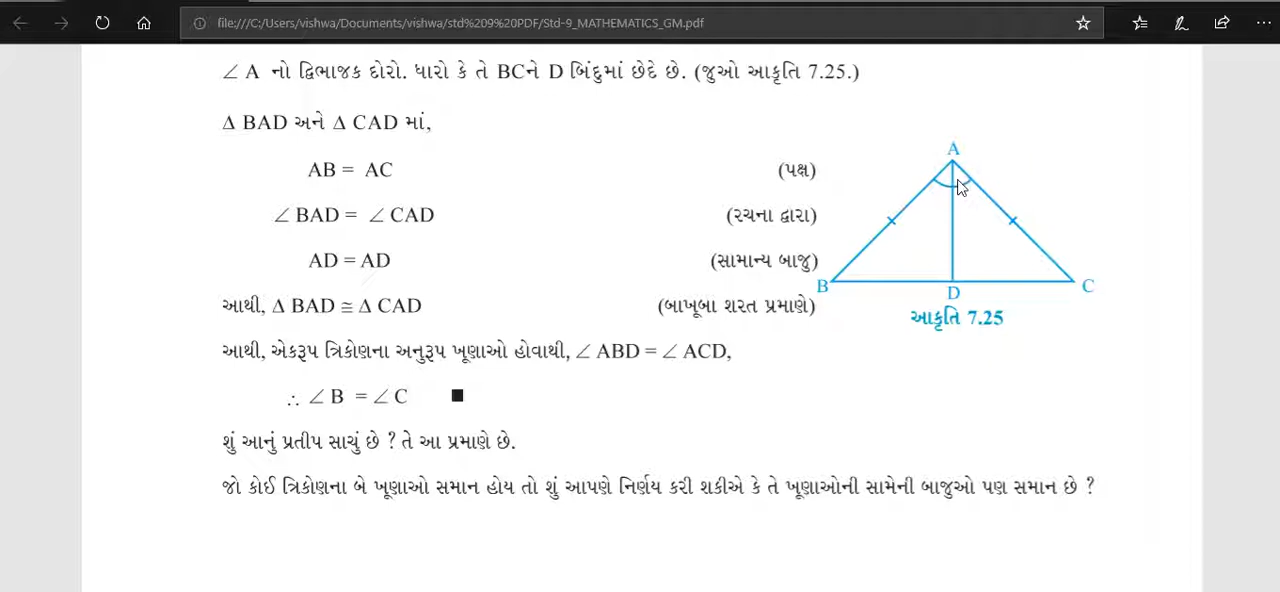 file:///C:/Users/vishwa/Documents/vishwa/std%209%20PDF/Std-9_MATHEMATICS_GM.pdf
∠ A નો દ્વિભાજક દોરો. ધારો કે તે BCને D બિંદુમાં છેદે છે. (જુઓ આકૃતિ 7.25.)
Δ BAD અને Δ CAD માં,
AB = AC (પક્ષ)
∠ BAD = ∠ CAD (રચના દ્વારા)
AD = AD (સામાન્ય બાજુ)
આથી, Δ BAD ≅ Δ CAD (બાખૂબા શરત પ્રમાણે)
આથી, એકરૂપ ત્રિકોણના અનુરૂપ ખૂણાઓ હોવાથી, ∠ ABD = ∠ ACD,
∴ ∠ B = ∠ C ■
શું આનું પ્રતીપ સાચું છે ? તે આ પ્રમાણે છે.
જો કોઈ ત્રિકોણના બે ખૂણાઓ સમાન હોય તો શું આપણે નિર્ણય કરી શકીએ કે તે ખૂણાઓની સામેની બાજુઓ પણ સમાન છે ?
A
B
D
C
આકૃતિ 7.25